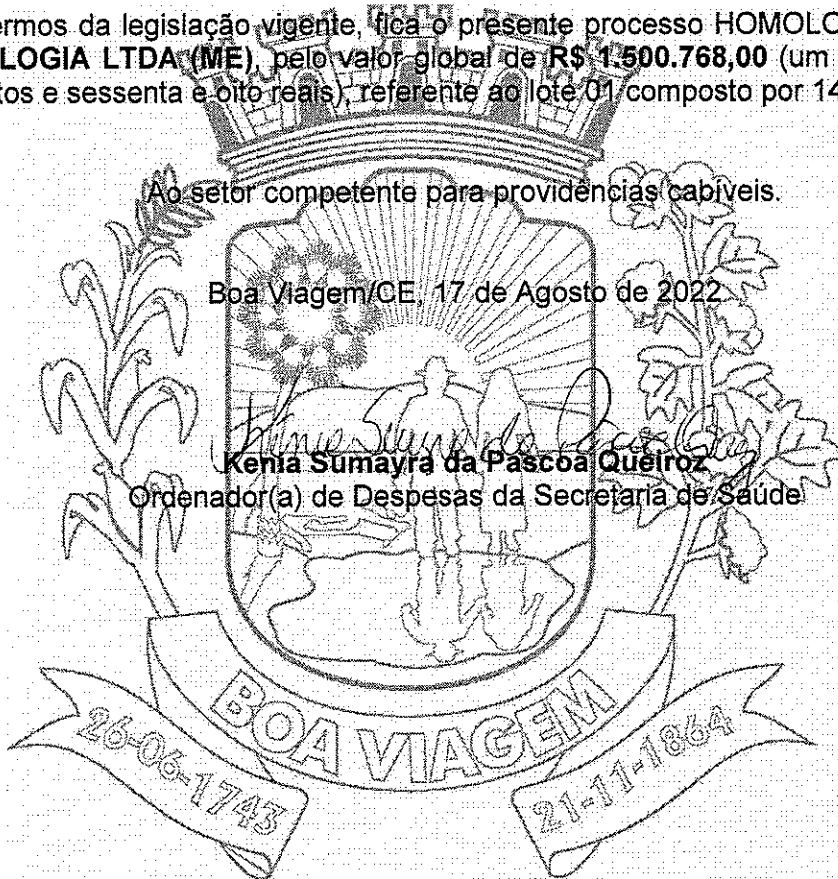 ermos da legislação vigente, fica o presente processo HOMOLO
LOGIA LTDA (ME), pelo valor global de R$ 1.500.768,00 (um
tos e sessenta e oito reais), referente ao lote 01 composto por 14
Ao setor competente para providências cabíveis.
Boa Viagem/CE, 17 de Agosto de 2022.
Kenia Sumayra da Pascoa Queiroz
Ordenador(a) de Despesas da Secretaria de Saúde
BOA VIAGEM
26-06-1743
21-11-1864